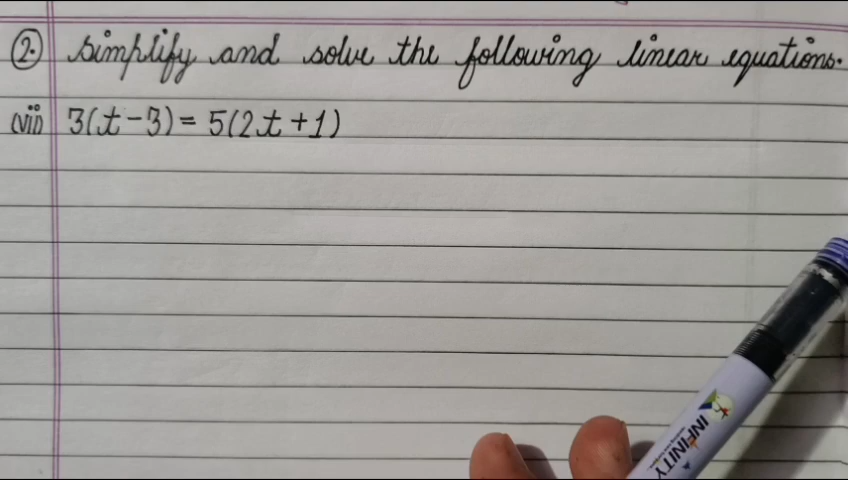 2. Simplify and solve the following linear equations.
(vii) 3(t-3) = 5(2t+1)
INFINITY